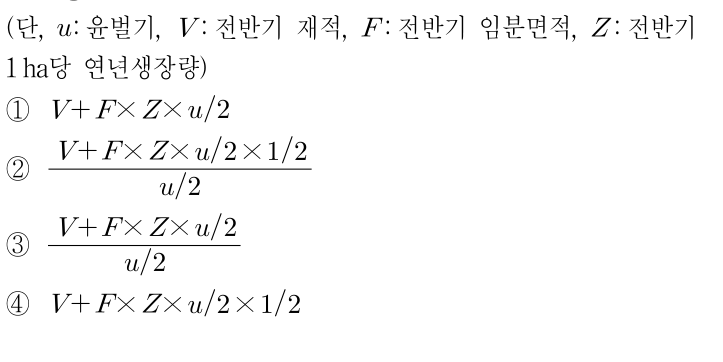 (단, u: 윤벌기, V: 전반기 재적, F: 전반기 임분면적, Z: 전반기
1 ha당 연년생장량)
① V+F×Z×u/2
② V+F×Z×u/2×1/2
u/2
③ V+F×Z×u/2
u/2
④ V+F×Z×u/2×1/2